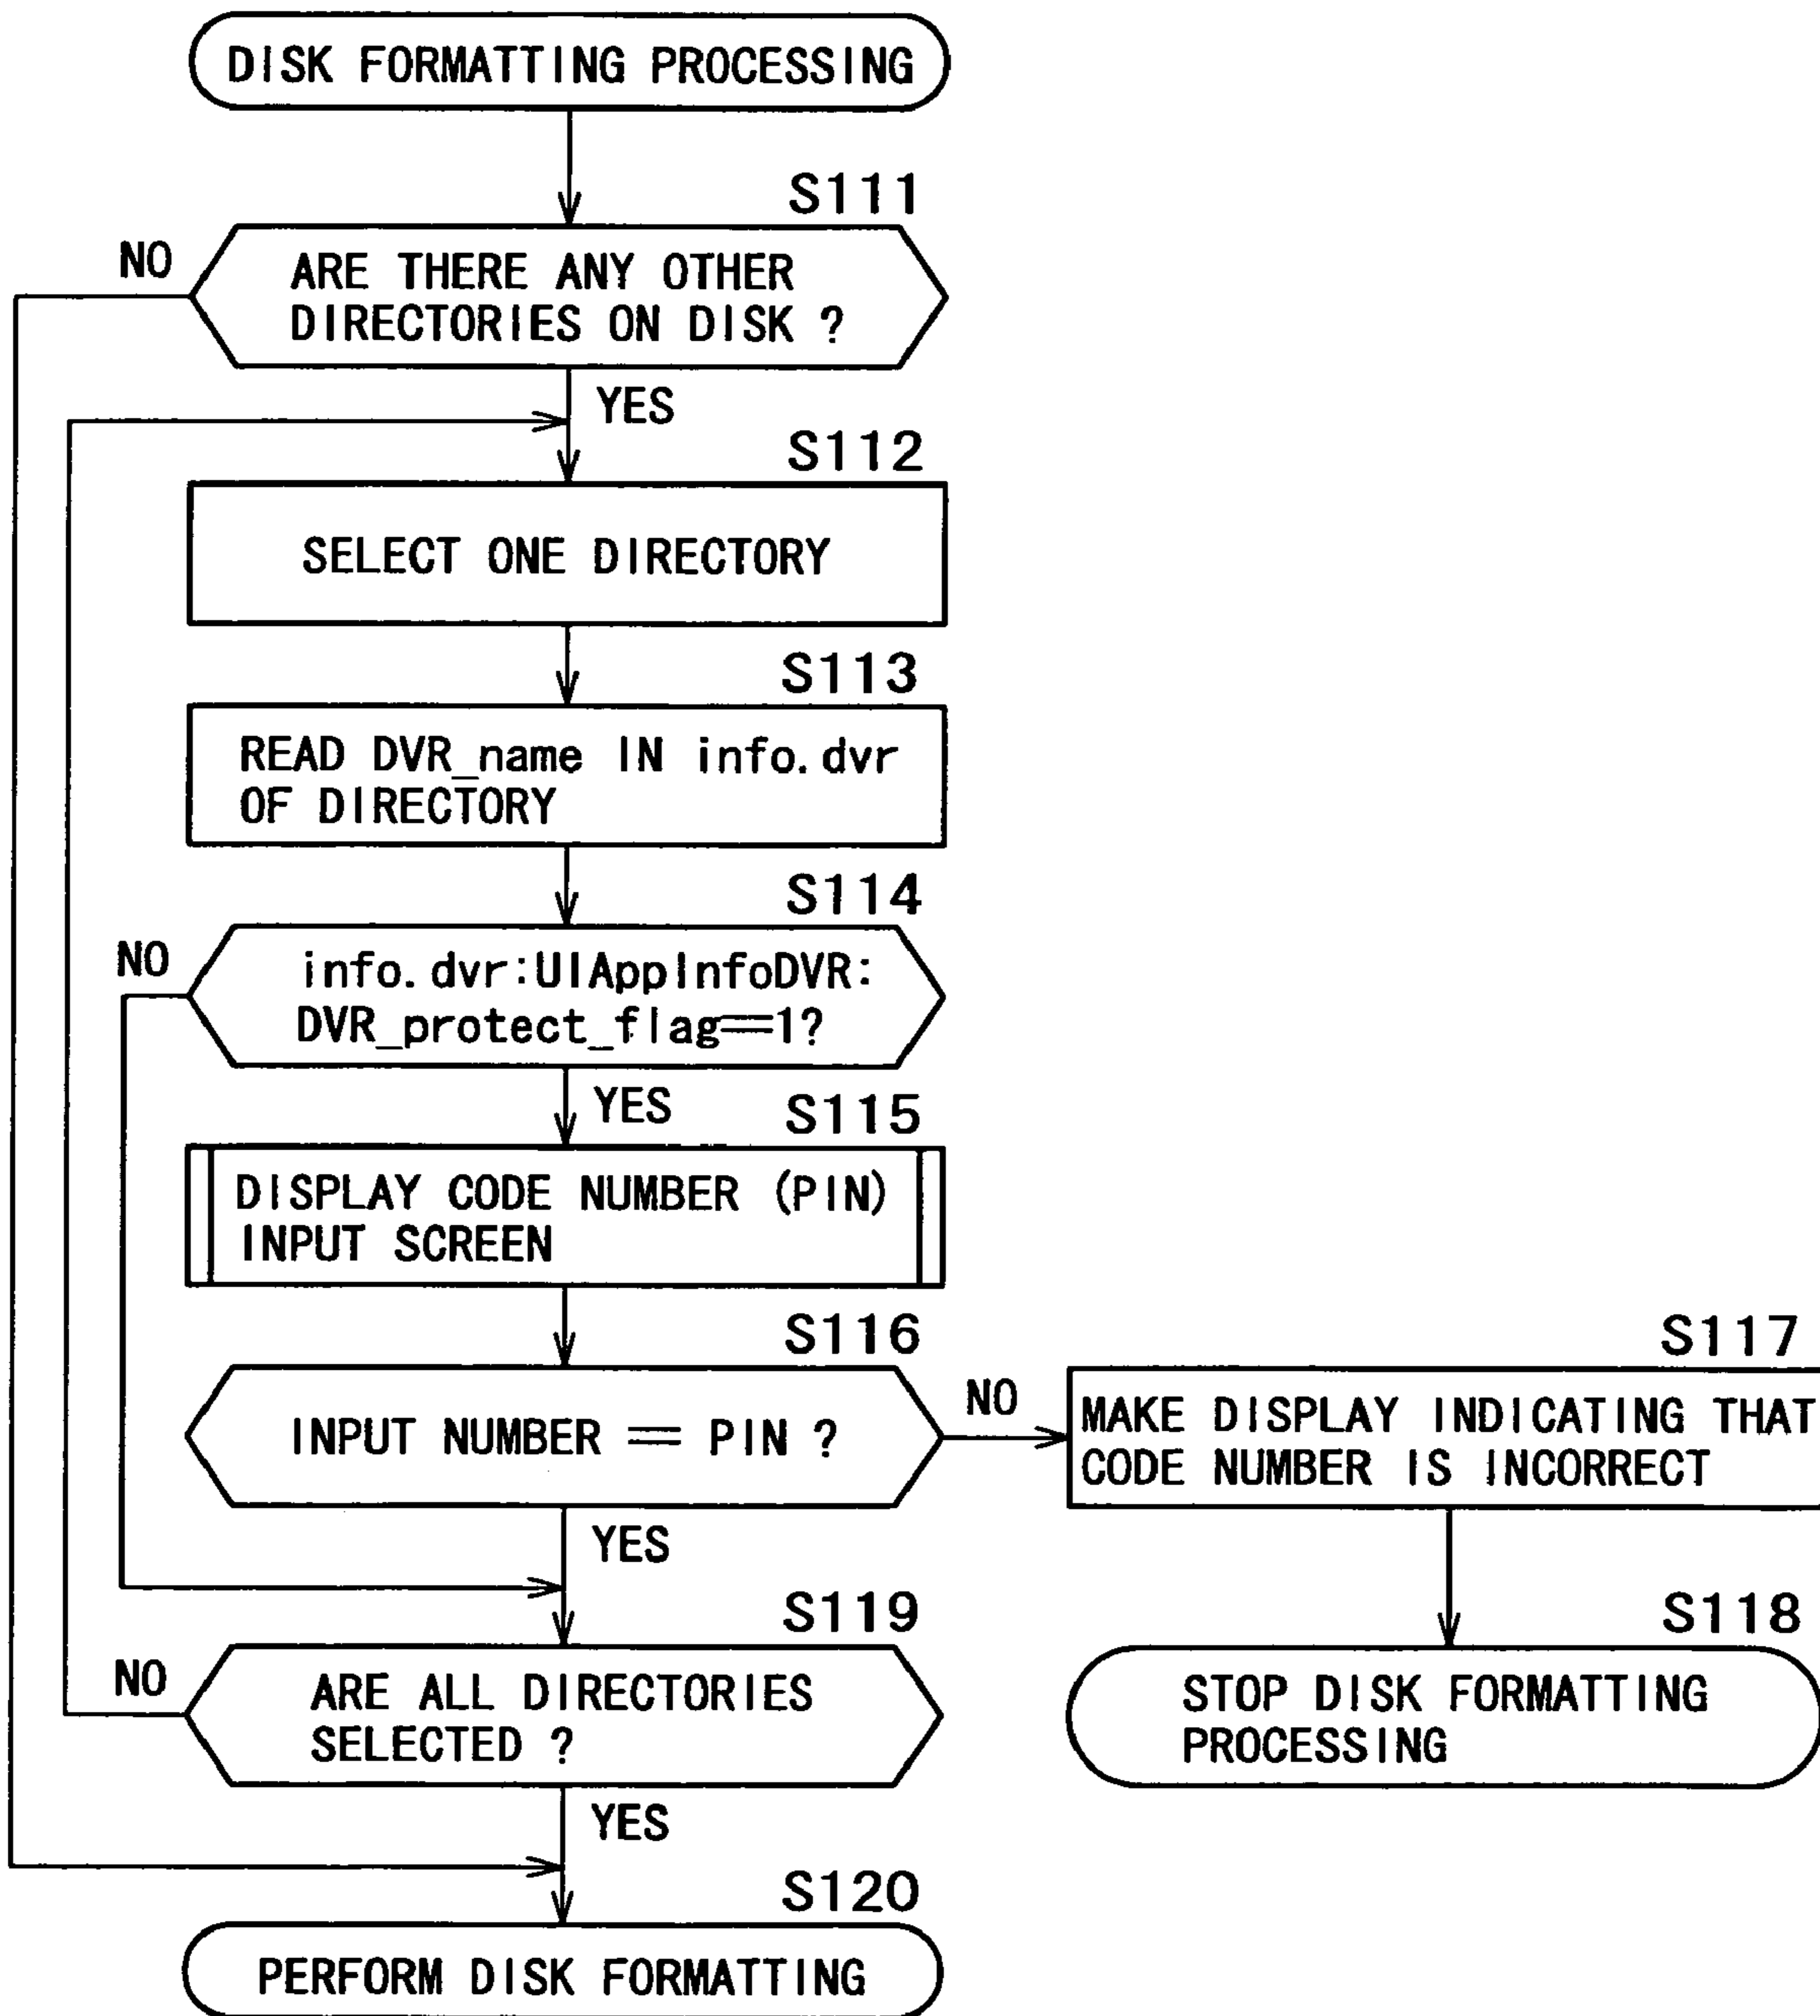 DISK FORMATTING PROCESSING
S111
NO
ARE THERE ANY OTHER
DIRECTORIES ON DISK ?
YES
S112
SELECT ONE DIRECTORY
S113
READ DVR_name IN info.dvr
OF DIRECTORY
S114
NO
info.dvr:UIAppInfoDVR:
DVR_protect_flag==1?
YES
S115
DISPLAY CODE NUMBER (PIN)
INPUT SCREEN
S116
INPUT NUMBER == PIN ?
NO
S117
MAKE DISPLAY INDICATING THAT
CODE NUMBER IS INCORRECT
YES
S118
STOP DISK FORMATTING
PROCESSING
S119
NO
ARE ALL DIRECTORIES
SELECTED ?
YES
S120
PERFORM DISK FORMATTING